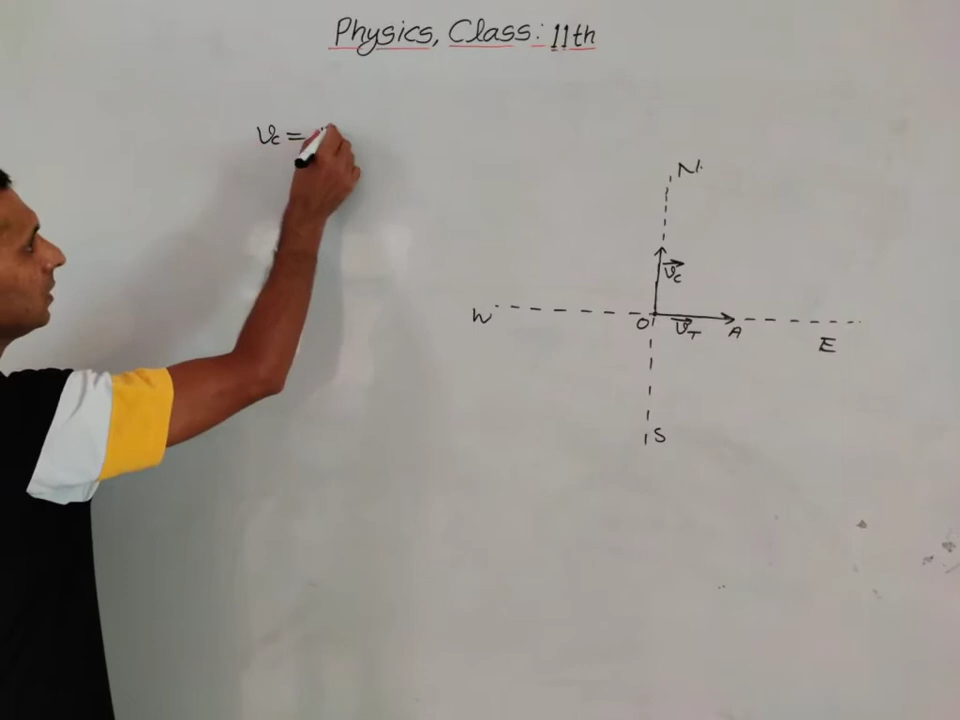 Physics, Class: 11th
Vc =
N
Vc
W
O
VT
A
E
S